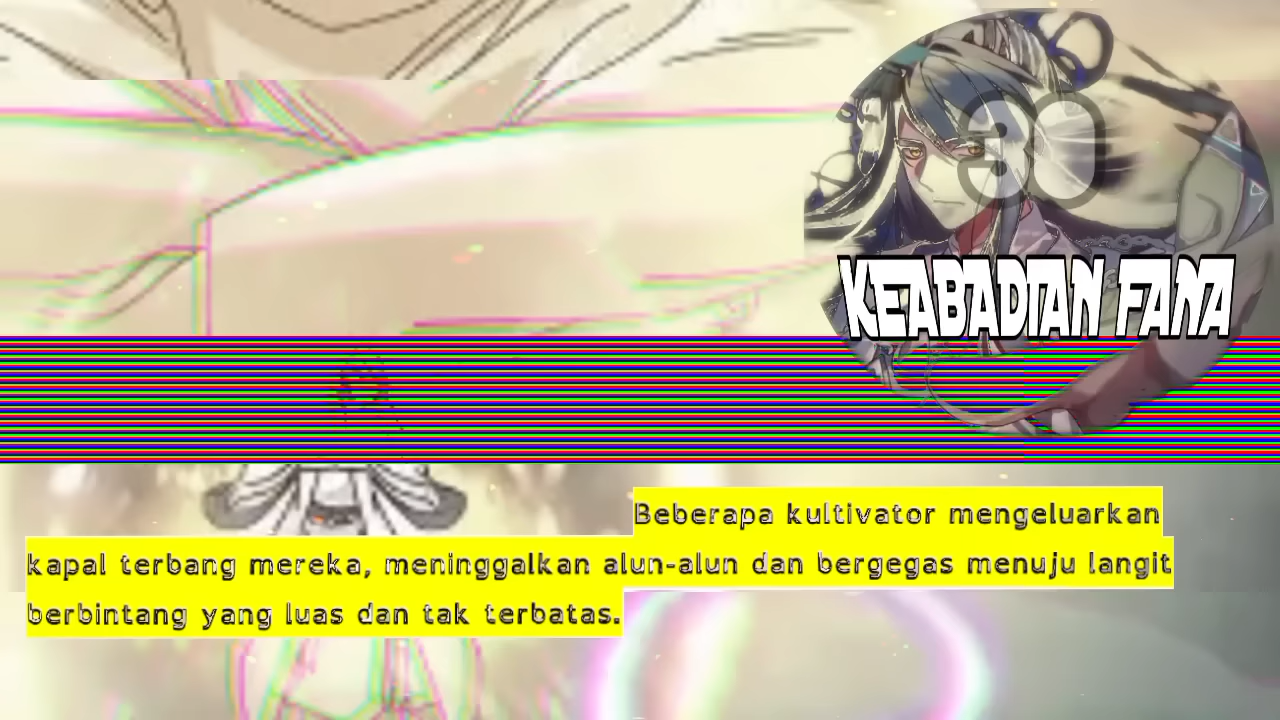 30
KEABADIAN FANA
Beberapa kultivator mengeluarkan
kapal terbang mereka, meninggalkan alun-alun dan bergegas menuju langit
berbintang yang luas dan tak terbatas.